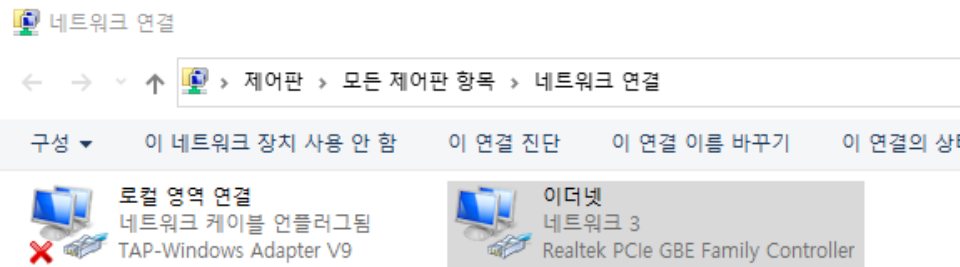 네트워크 연결
제어판 › 모든 제어판 항목 › 네트워크 연결
구성 이 네트워크 장치 사용 안 함 이 연결 진단 이 연결 이름 바꾸기 이 연결의
로컬 영역 연결
네트워크 케이블 언플러그됨
TAP-Windows Adapter V9
이더넷
네트워크 3
Realtek PCIe GBE Family Controller